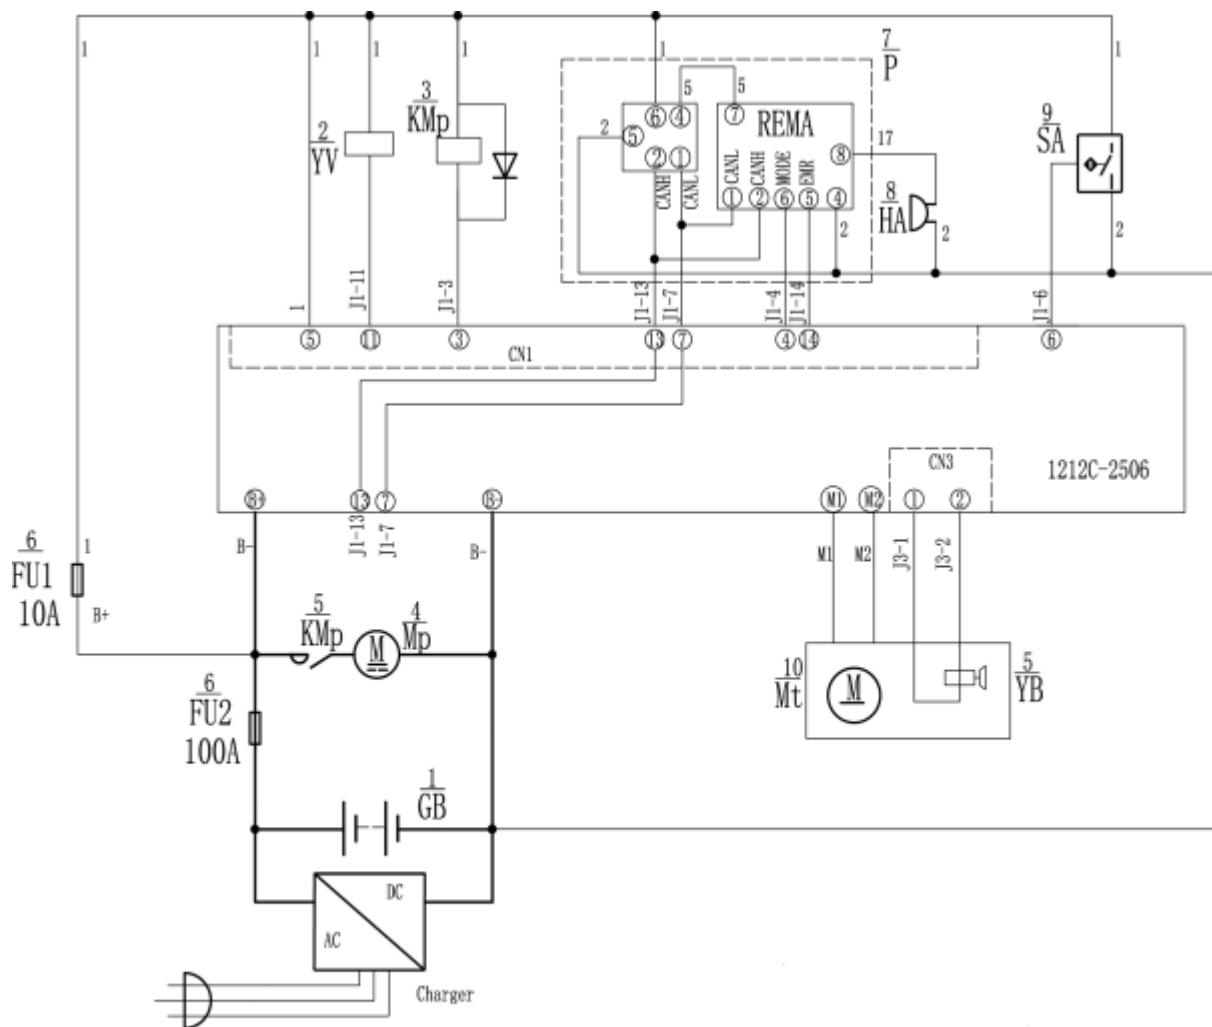 1
1
1
1
1
1
7
P
3
KMp
2
YV
5
5
6
4
5
2
2
1
CANH
CANL
7
REMA
CANL
CANH
MODE
EMR
1
2
6
5
4
8
17
8
HA
2
2
9
SA
2
1
J1-11
J1-3
J1-13
J1-7
J1-4
J1-14
J1-6
5
11
3
13
7
4
14
6
CN1
CN3
1212C-2506
B+
13
7
B-
M1
M2
1
2
B-
J1-13
J1-7
B-
M1
M2
J3-1
J3-2
6
FU1
10A
1
B+
5
KMp
4
Mp
M
6
FU2
100A
10
Mt
M
5
YB
1
GB
DC
AC
Charger